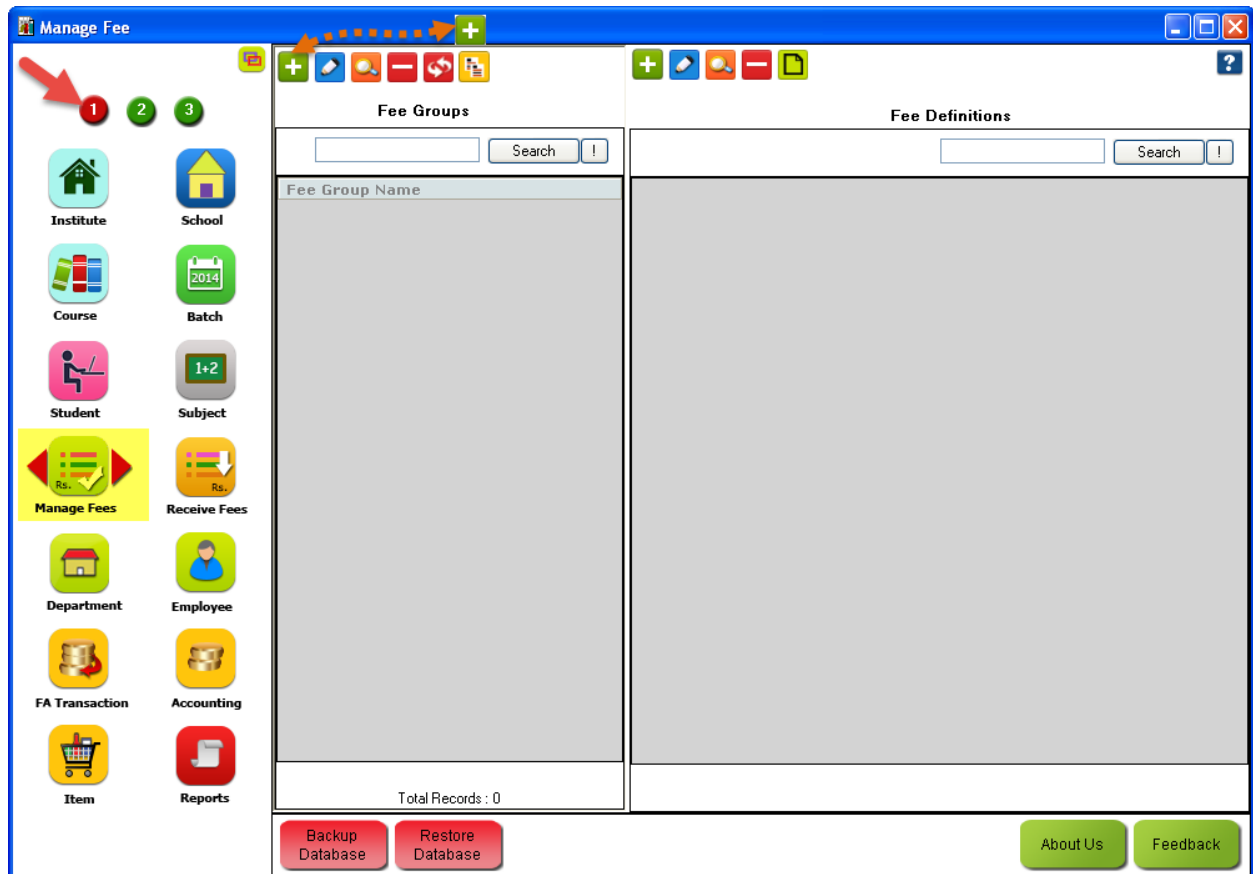 Manage Fee
?
1 2 3
Fee Groups
Fee Definitions
Search !
Search !
Fee Group Name
Institute School
2014
Course Batch
1+2
Student Subject
Rs. Rs.
Manage Fees Receive Fees
Department Employee
FA Transaction Accounting
Item Reports
Total Records : 0
Backup
Database
Restore
Database
About Us
Feedback